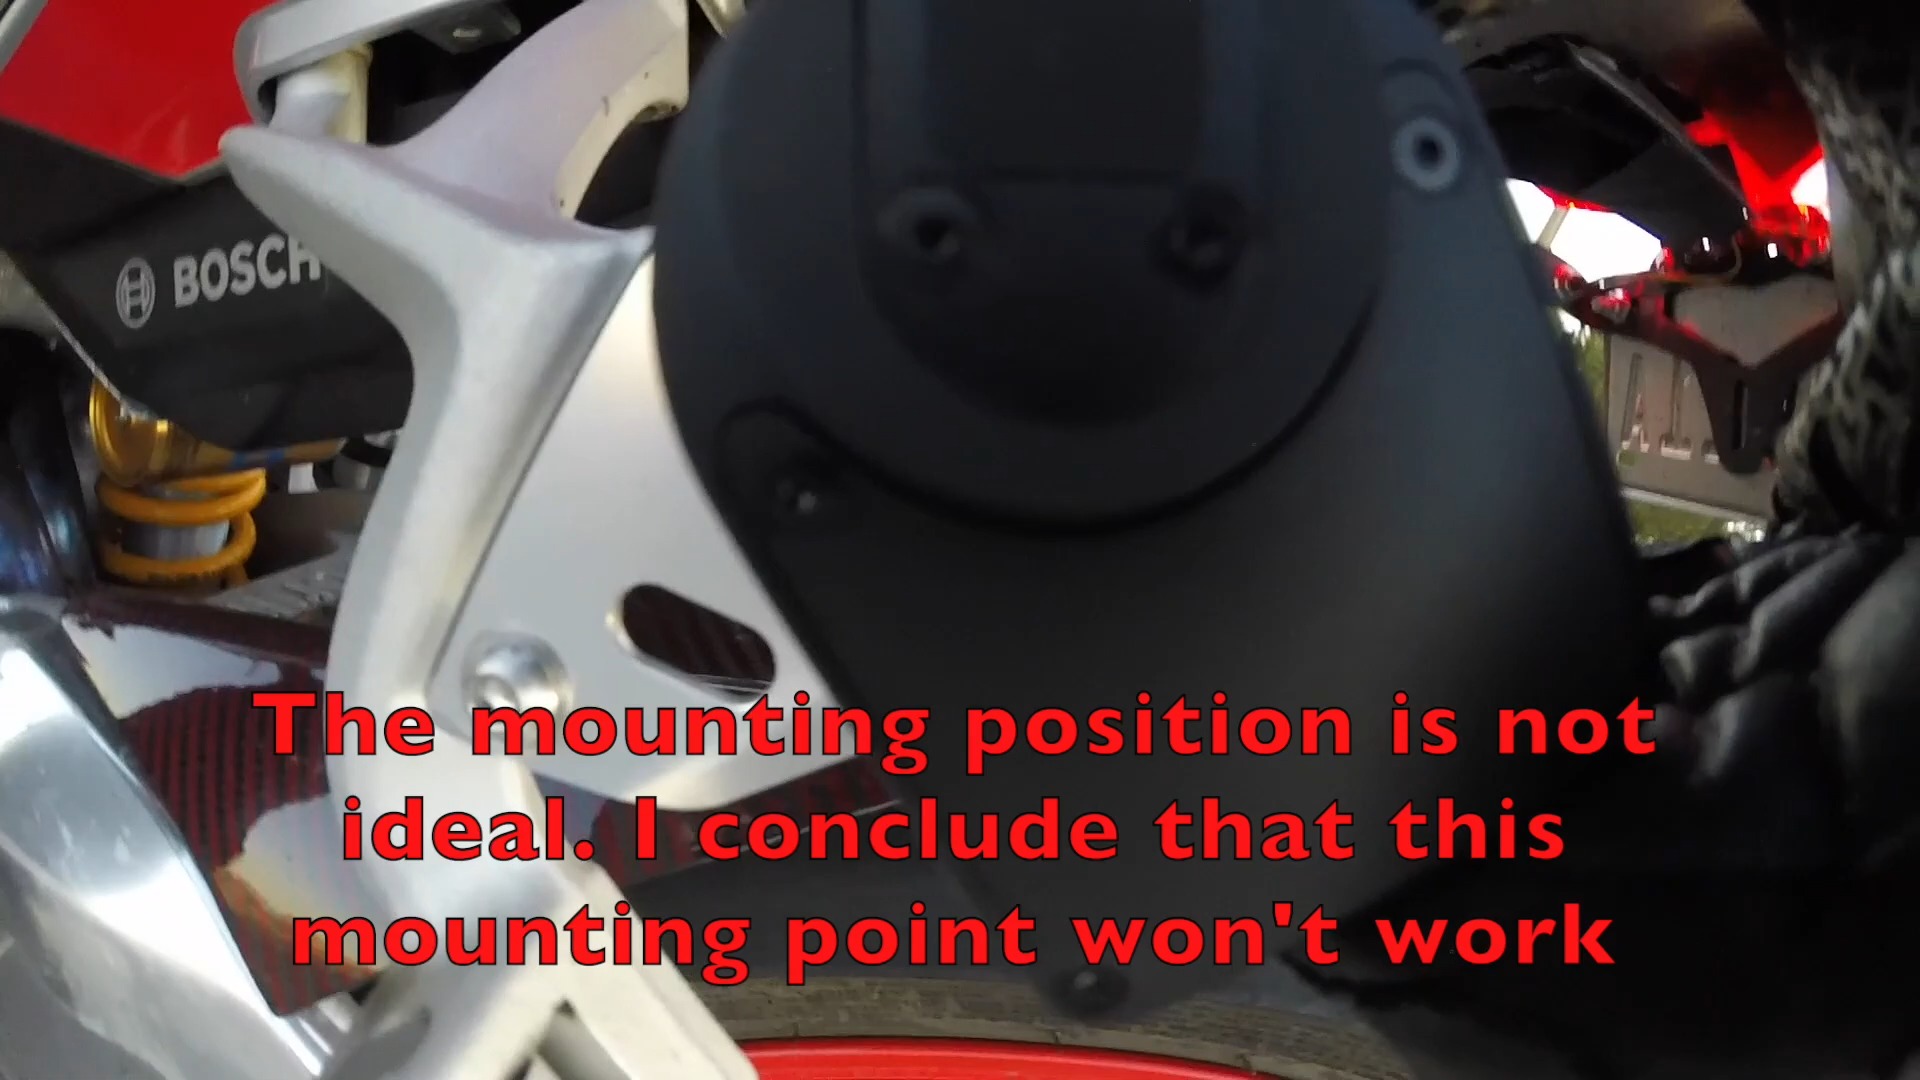 BOSCH
The mounting position is not
ideal. I conclude that this
mounting point won't work